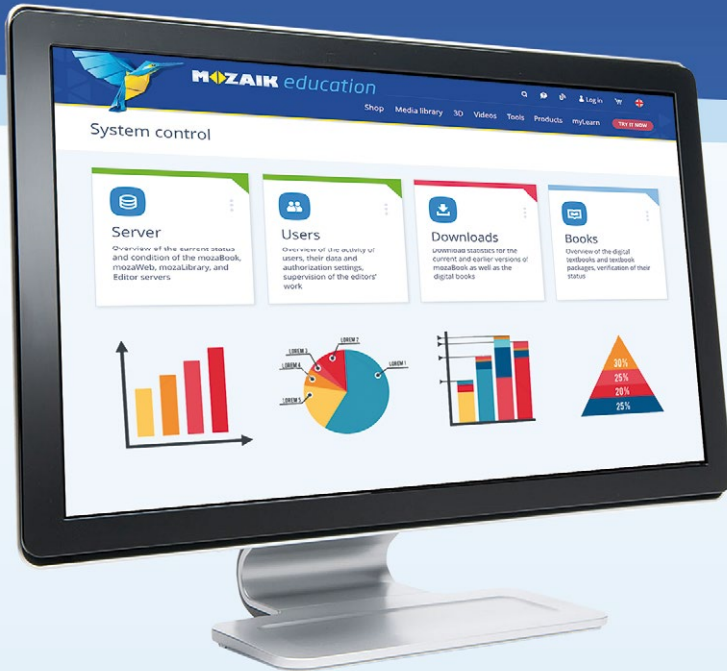 MOZAIK education
Log in
Shop Media library 3D Videos Tools Products myLearn TRY IT NOW
System control
Server
Overview of the current status
and condition of the mozaBook,
mozaWeb, mozaLibrary, and
Editor servers
Users
Overview of the activity of
users, their data and
authorization settings,
supervision of the editors'
work
Downloads
Download statistics for the
current and earlier versions of
mozaBook as well as the
digital books
Books
Overview of the digital
textbooks and textbook
packages, verification of their
status
LOREM 3
LOREM 2
LOREM 4
LOREM 1
LOREM 5
30%
25%
20%
25%